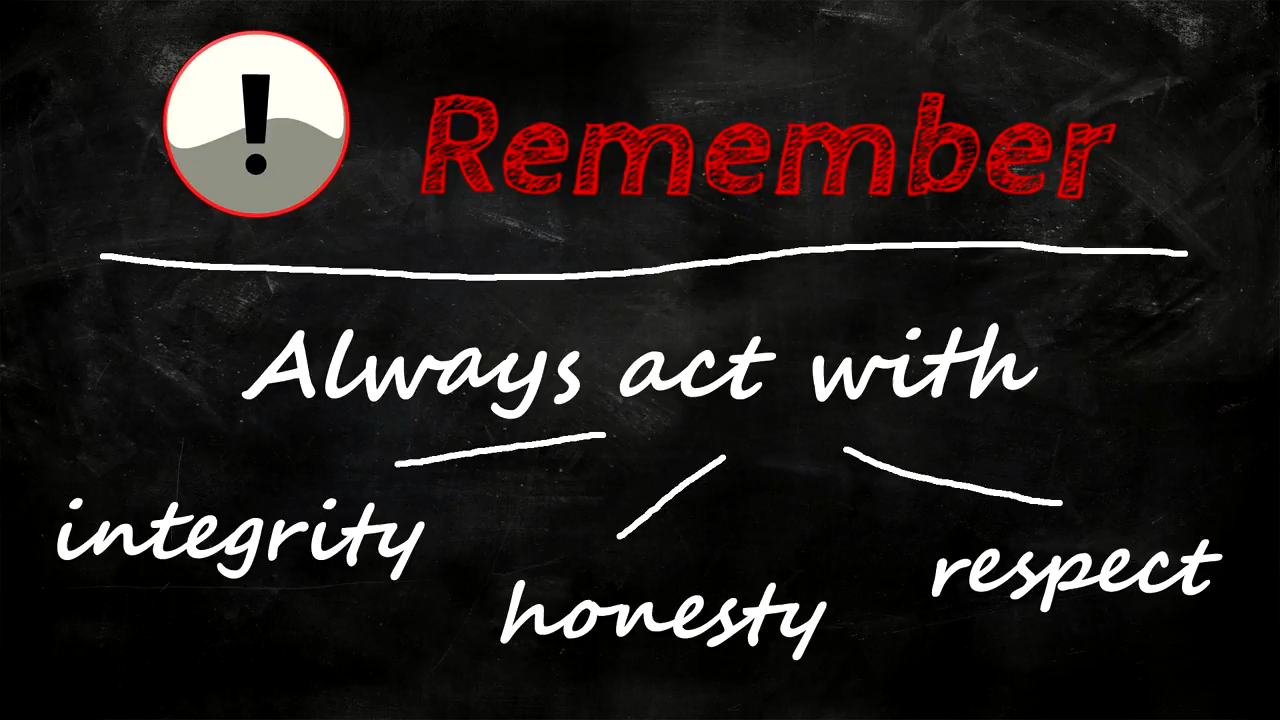 ! Remember
Always act with
integrity
honesty
respect